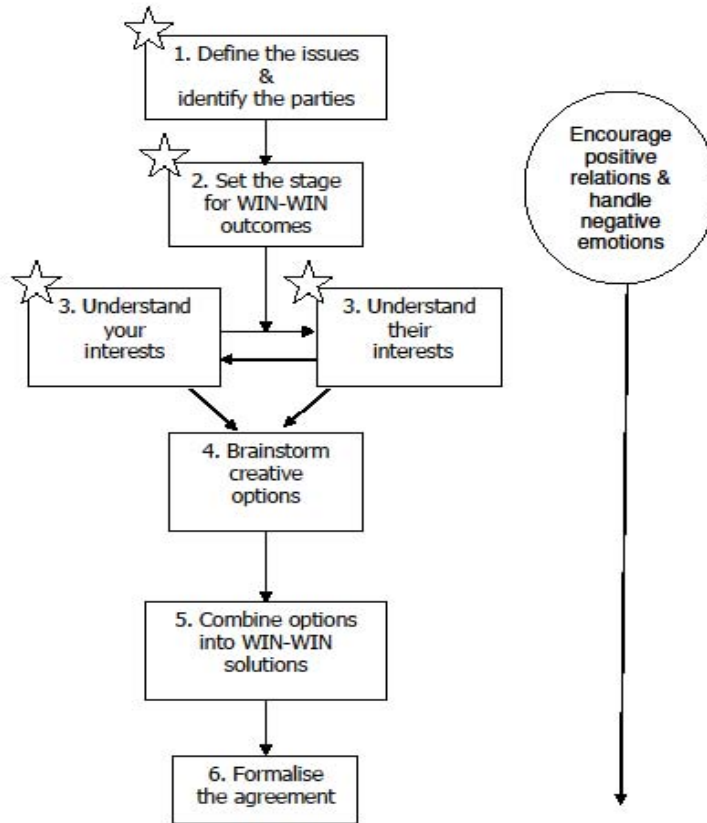 1. Define the issues
&
identify the parties
2. Set the stage
for WIN-WIN
outcomes
3. Understand
your
interests
3. Understand
their
interests
4. Brainstorm
creative
options
5. Combine options
into WIN-WIN
solutions
6. Formalise
the agreement
Encourage
positive
relations &
handle
negative
emotions